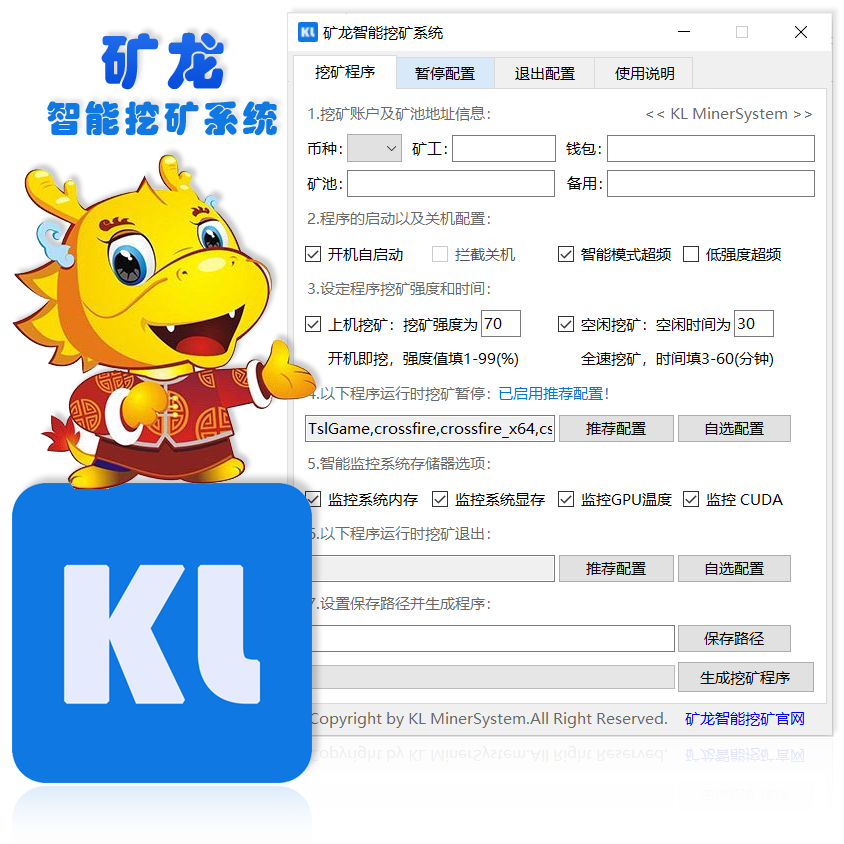 矿龙
智能挖矿系统
KL
KL 矿龙智能挖矿系统
挖矿程序 暂停配置 退出配置 使用说明
1.挖矿账户及矿池地址信息: << KL MinerSystem >>
币种: 矿工: 钱包:
矿池: 备用:
2.程序的启动以及关机配置:
开机自启动 拦截关机 智能模式超频 低强度超频
3.设定程序挖矿强度和时间:
上机挖矿: 挖矿强度为 70 空闲挖矿: 空闲时间为 30
开机即挖，强度值填1-99(%) 全速挖矿，时间填3-60(分钟)
4.以下程序运行时挖矿暂停: 已启用推荐配置!
TslGame,crossfire,crossfire_x64,cs 推荐配置 自选配置
5.智能监控系统存储器选项:
监控系统内存 监控系统显存 监控GPU温度 监控 CUDA
6.以下程序运行时挖矿退出:
推荐配置 自选配置
7.设置保存路径并生成程序:
保存路径
生成挖矿程序
Copyright by KL MinerSystem.All Right Reserved. 矿龙智能挖矿官网